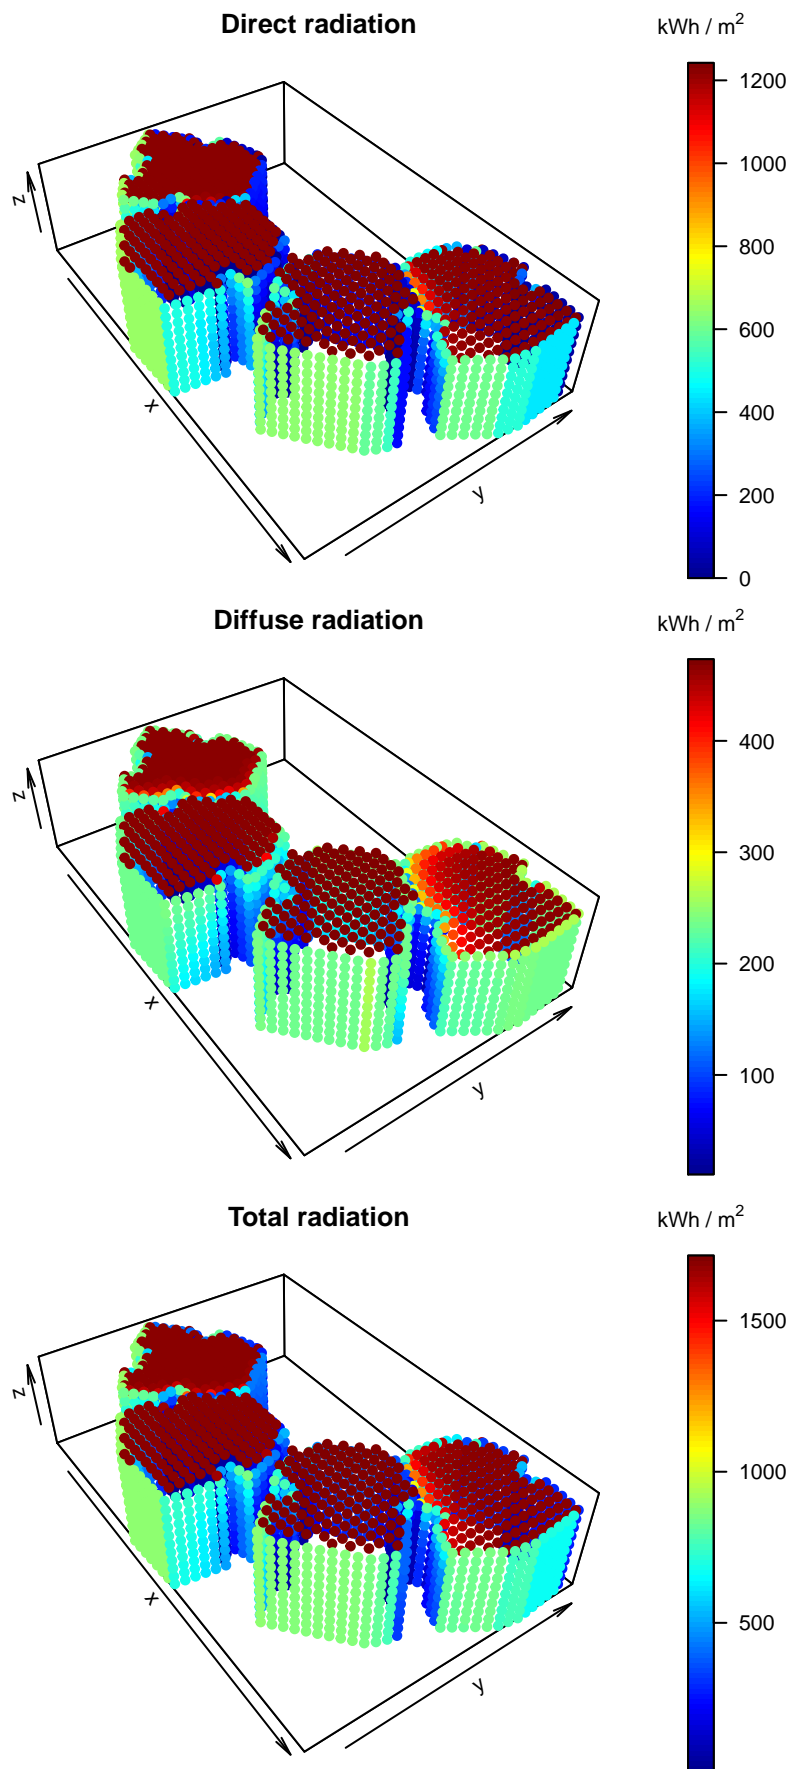 Direct radiation
kWh / m²
1200
1000
800
600
400
200
0
z
x
y
Diffuse radiation
kWh / m²
400
300
200
100
z
x
y
Total radiation
kWh / m²
1500
1000
500
z
x
y